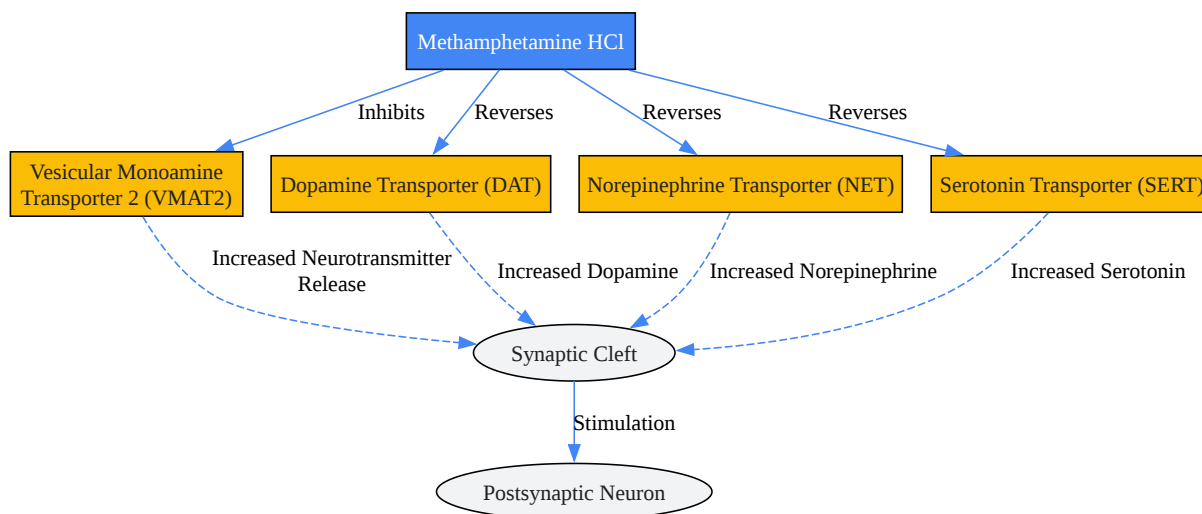 Methamphetamine HCl
Inhibits
Reverses
Reverses
Reverses
Vesicular Monoamine
Transporter 2 (VMAT2)
Dopamine Transporter (DAT)
Norepinephrine Transporter (NET)
Serotonin Transporter (SERT)
Increased Neurotransmitter
Release
Increased Dopamine
Increased Norepinephrine
Increased Serotonin
Synaptic Cleft
Stimulation
Postsynaptic Neuron